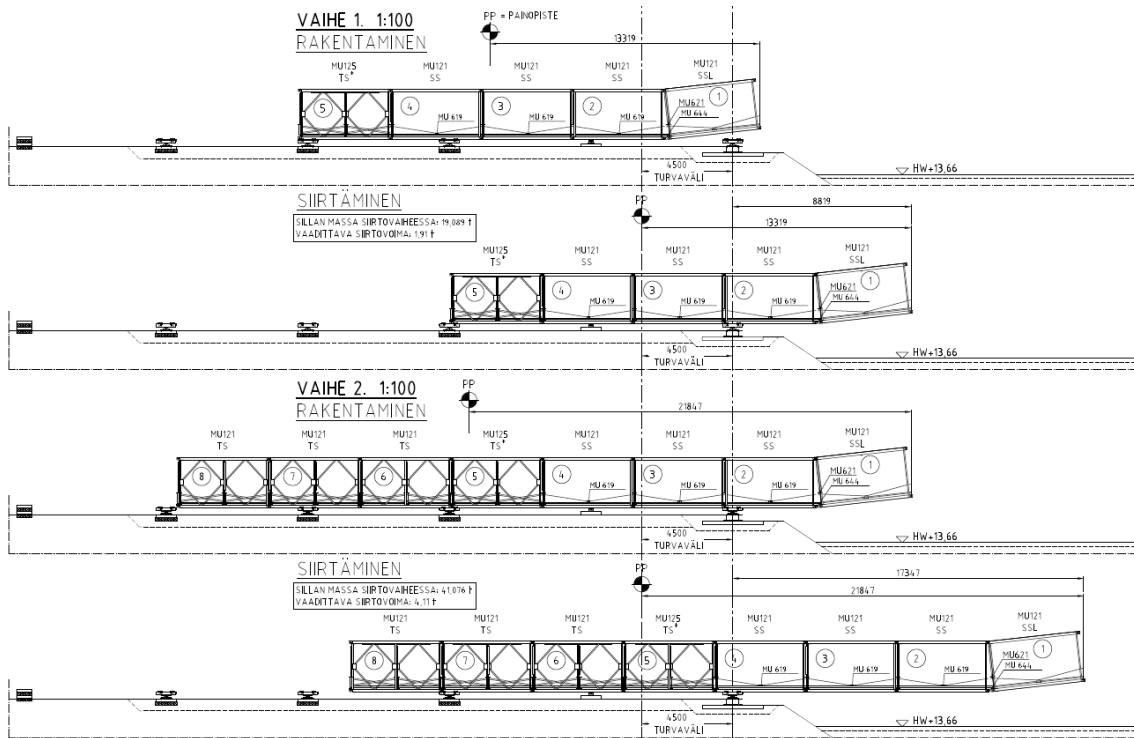 VAIHE 1. 1:100
RAKENTAMINEN
PP = PAINOPISTE
13319
MU125 MU121 MU121 MU121 MU121
TS* SS SS SS SSL
5 4 3 2 1
MU 619 MU 619 MU 619
MU621
MU 644
4500
TURVAVÄLI
HW+13,66
SIIRTÄMINEN
SILLAN MASSA SIIRTOVAIHEESSA: 19,089 t
VAADITTAVA SIIRTOVOIMA: 1,91 t
PP
8819
13319
MU125 MU121 MU121 MU121 MU121
TS* SS SS SS SSL
5 4 3 2 1
MU 619 MU 619 MU 619
MU621
MU 644
4500
TURVAVÄLI
HW+13,66
VAIHE 2. 1:100
RAKENTAMINEN
PP
21847
MU121 MU121 MU121 MU125 MU121 MU121 MU121 MU121
TS TS TS TS* SS SS SS SSL
8 7 6 5 4 3 2 1
MU 619 MU 619 MU 619
MU621
MU 644
4500
TURVAVÄLI
HW+13,66
SIIRTÄMINEN
SILLAN MASSA SIIRTOVAIHEESSA: 41,076 t
VAADITTAVA SIIRTOVOIMA: 4,11 t
PP
17347
21847
MU121 MU121 MU121 MU125 MU121 MU121 MU121 MU121
TS TS TS TS* SS SS SS SSL
8 7 6 5 4 3 2 1
MU 619 MU 619 MU 619
MU621
MU 644
4500
TURVAVÄLI
HW+13,66